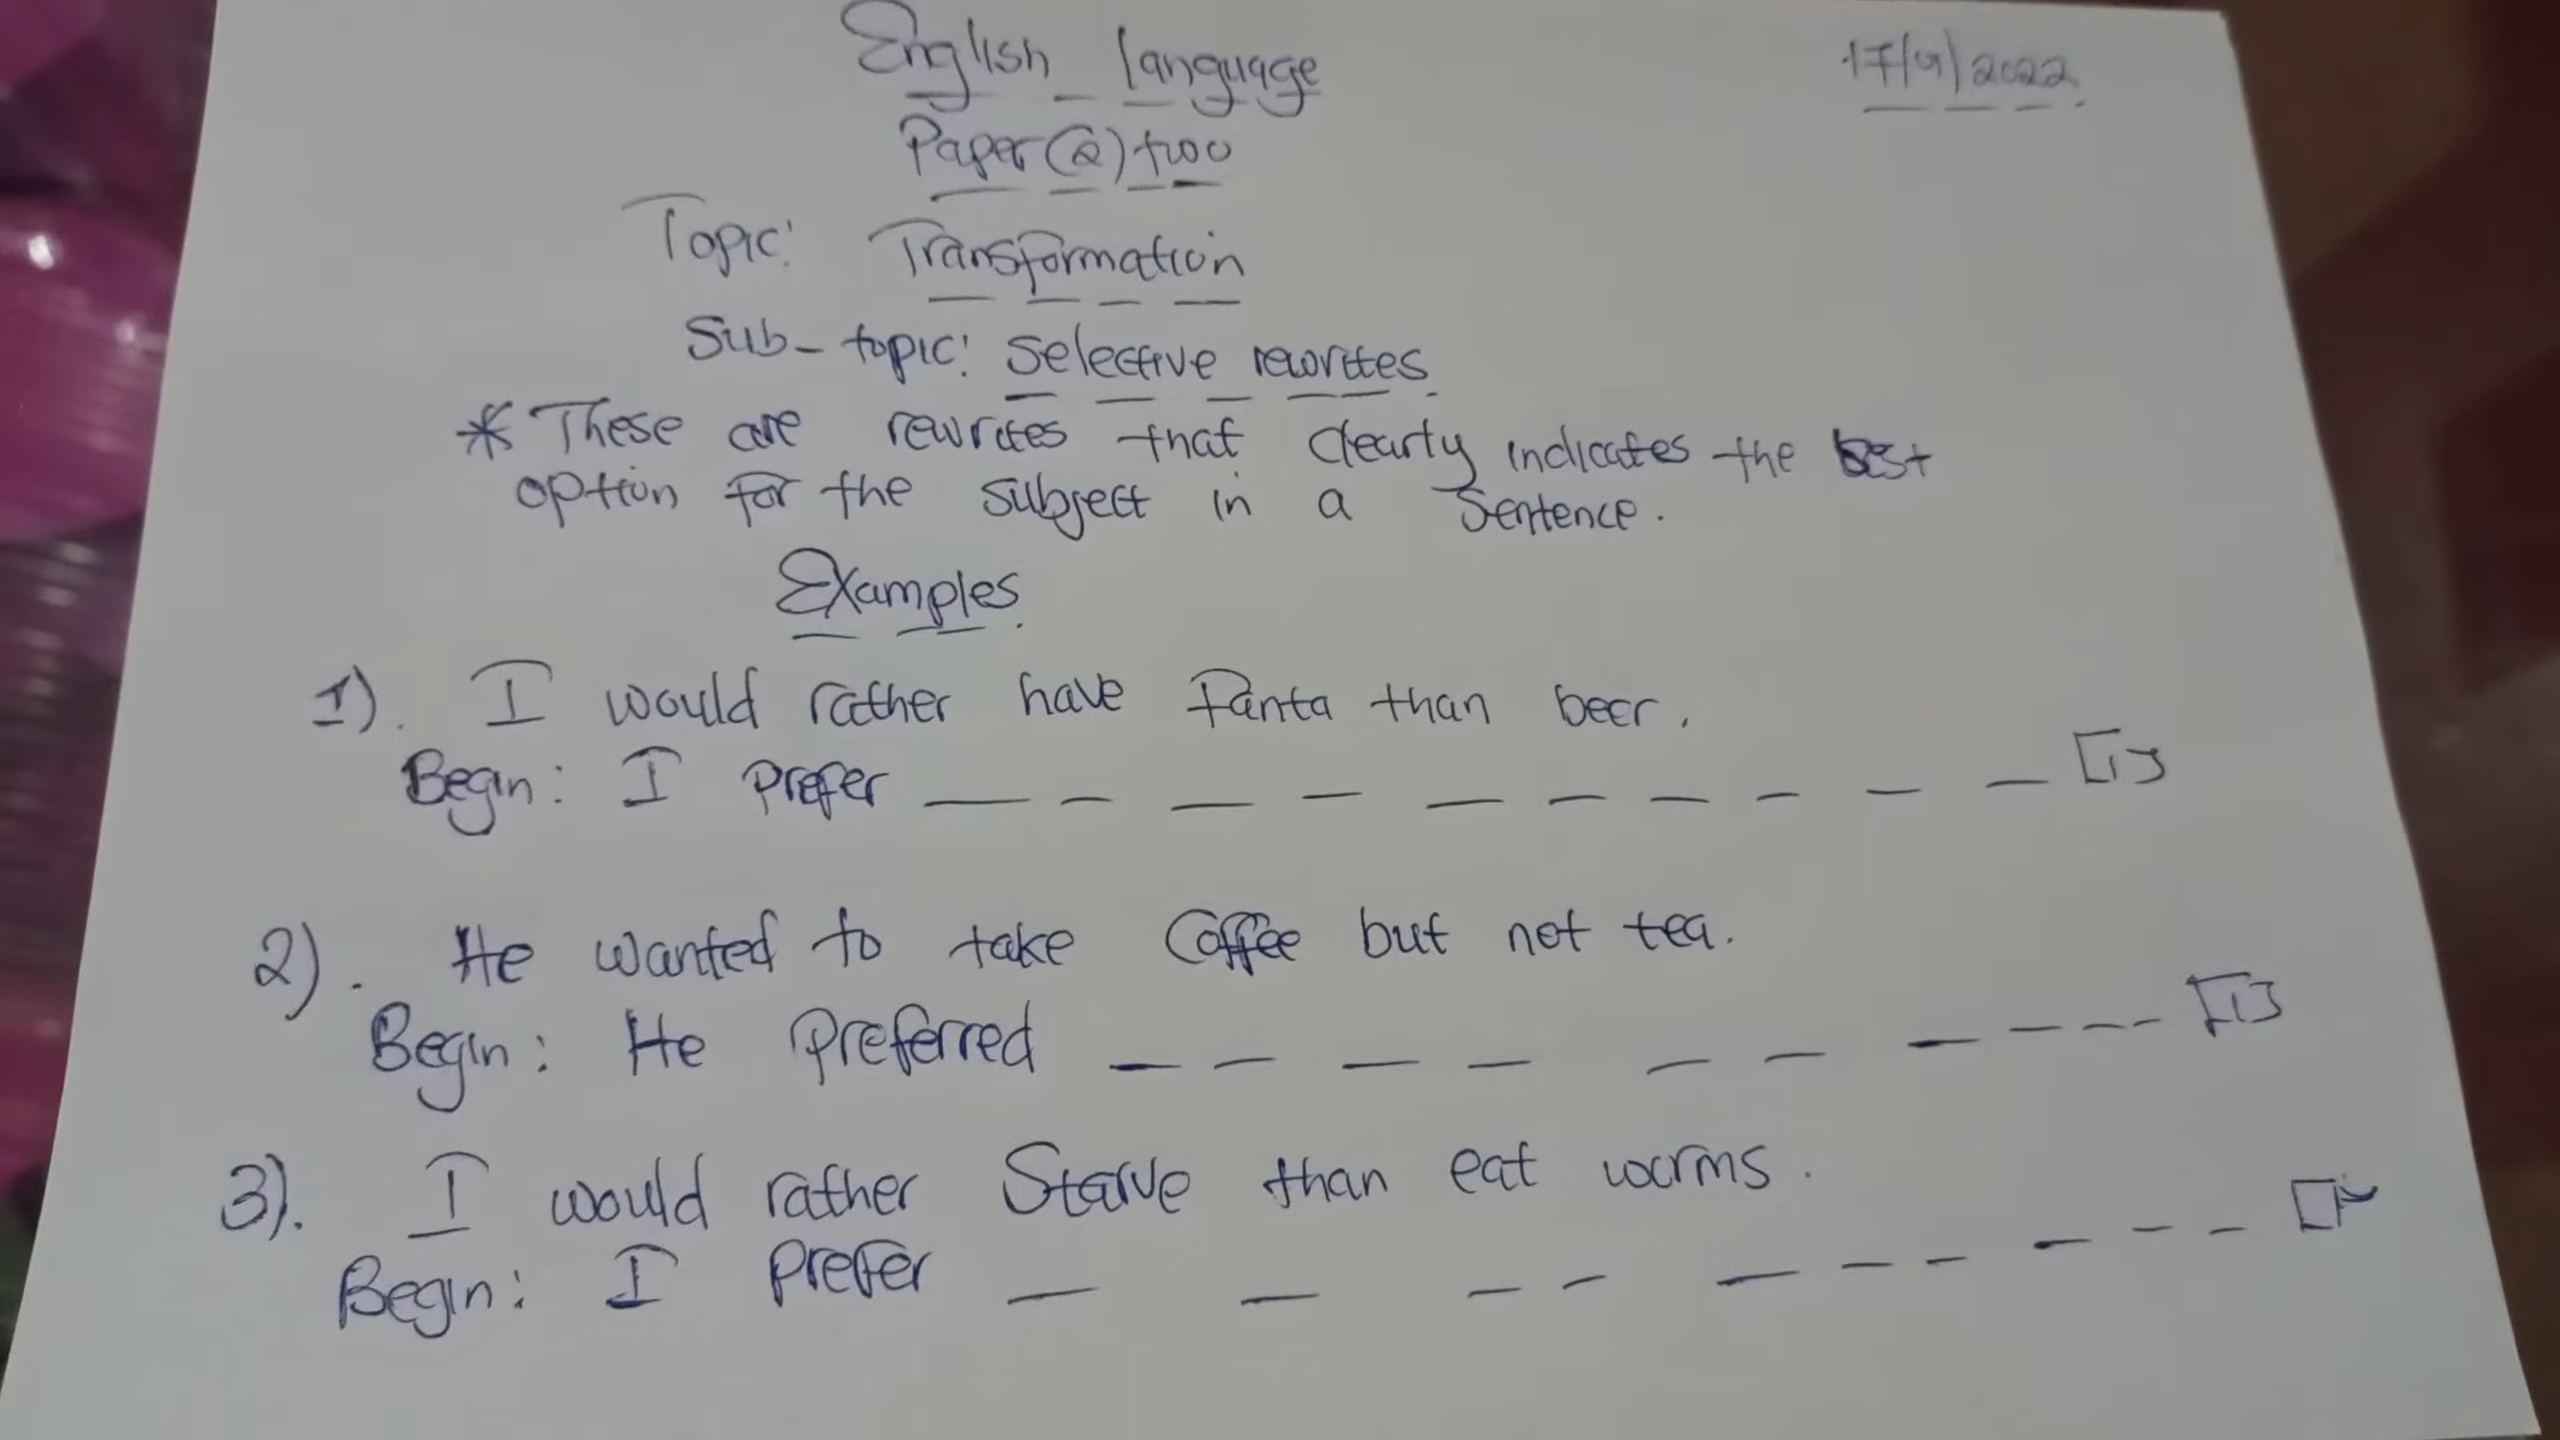 English language
17/9/2022
Paper (2) two
Topic: Transformation
Sub-topic: Selective rewrites
* These are rewrites that clearly indicates the best
option for the subject in a sentence.
Examples.
1). I would rather have Fanta than beer.
Begin: I prefer — — — — — — — — — — [1]
2). He wanted to take Coffee but not tea.
Begin: He preferred — — — — — — — — — — [1]
3). I would rather Starve than eat worms.
Begin: I prefer — — — — — — — — — — [1]